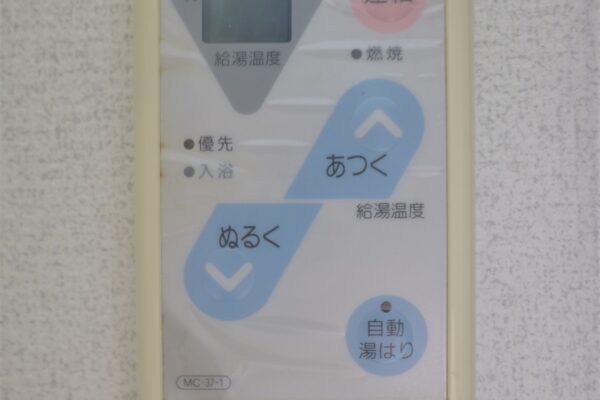 給湯温度
燃焼
優先
入浴
あつく
給湯温度
ぬるく
自動
湯はり
MC-37-1